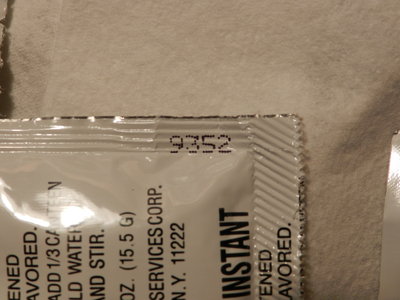 9352
ENED
AVORED.
ADD 1/3
LD WATER
AND STIR.
OZ. (15.5 G)
SERVICES CORP.
N.Y. 11222
INSTANT
ENED
AVORED.